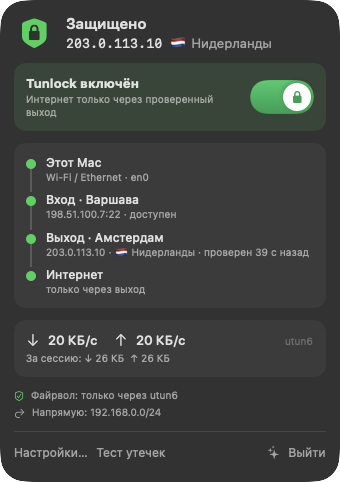 Защищено
203.0.113.10 Нидерланды
Tunlock включён
Интернет только через проверенный
выход
Этот Mac
Wi-Fi / Ethernet · en0
Вход · Варшава
198.51.100.7:22 · доступен
Выход · Амстердам
203.0.113.10 · Нидерланды · проверен 39 с назад
Интернет
только через выход
↓ 20 КБ/с ↑ 20 КБ/с utun6
За сессию: ↓ 26 КБ ↑ 26 КБ
Файрвол: только через utun6
Напрямую: 192.168.0.0/24
Настройки... Тест утечек Выйти